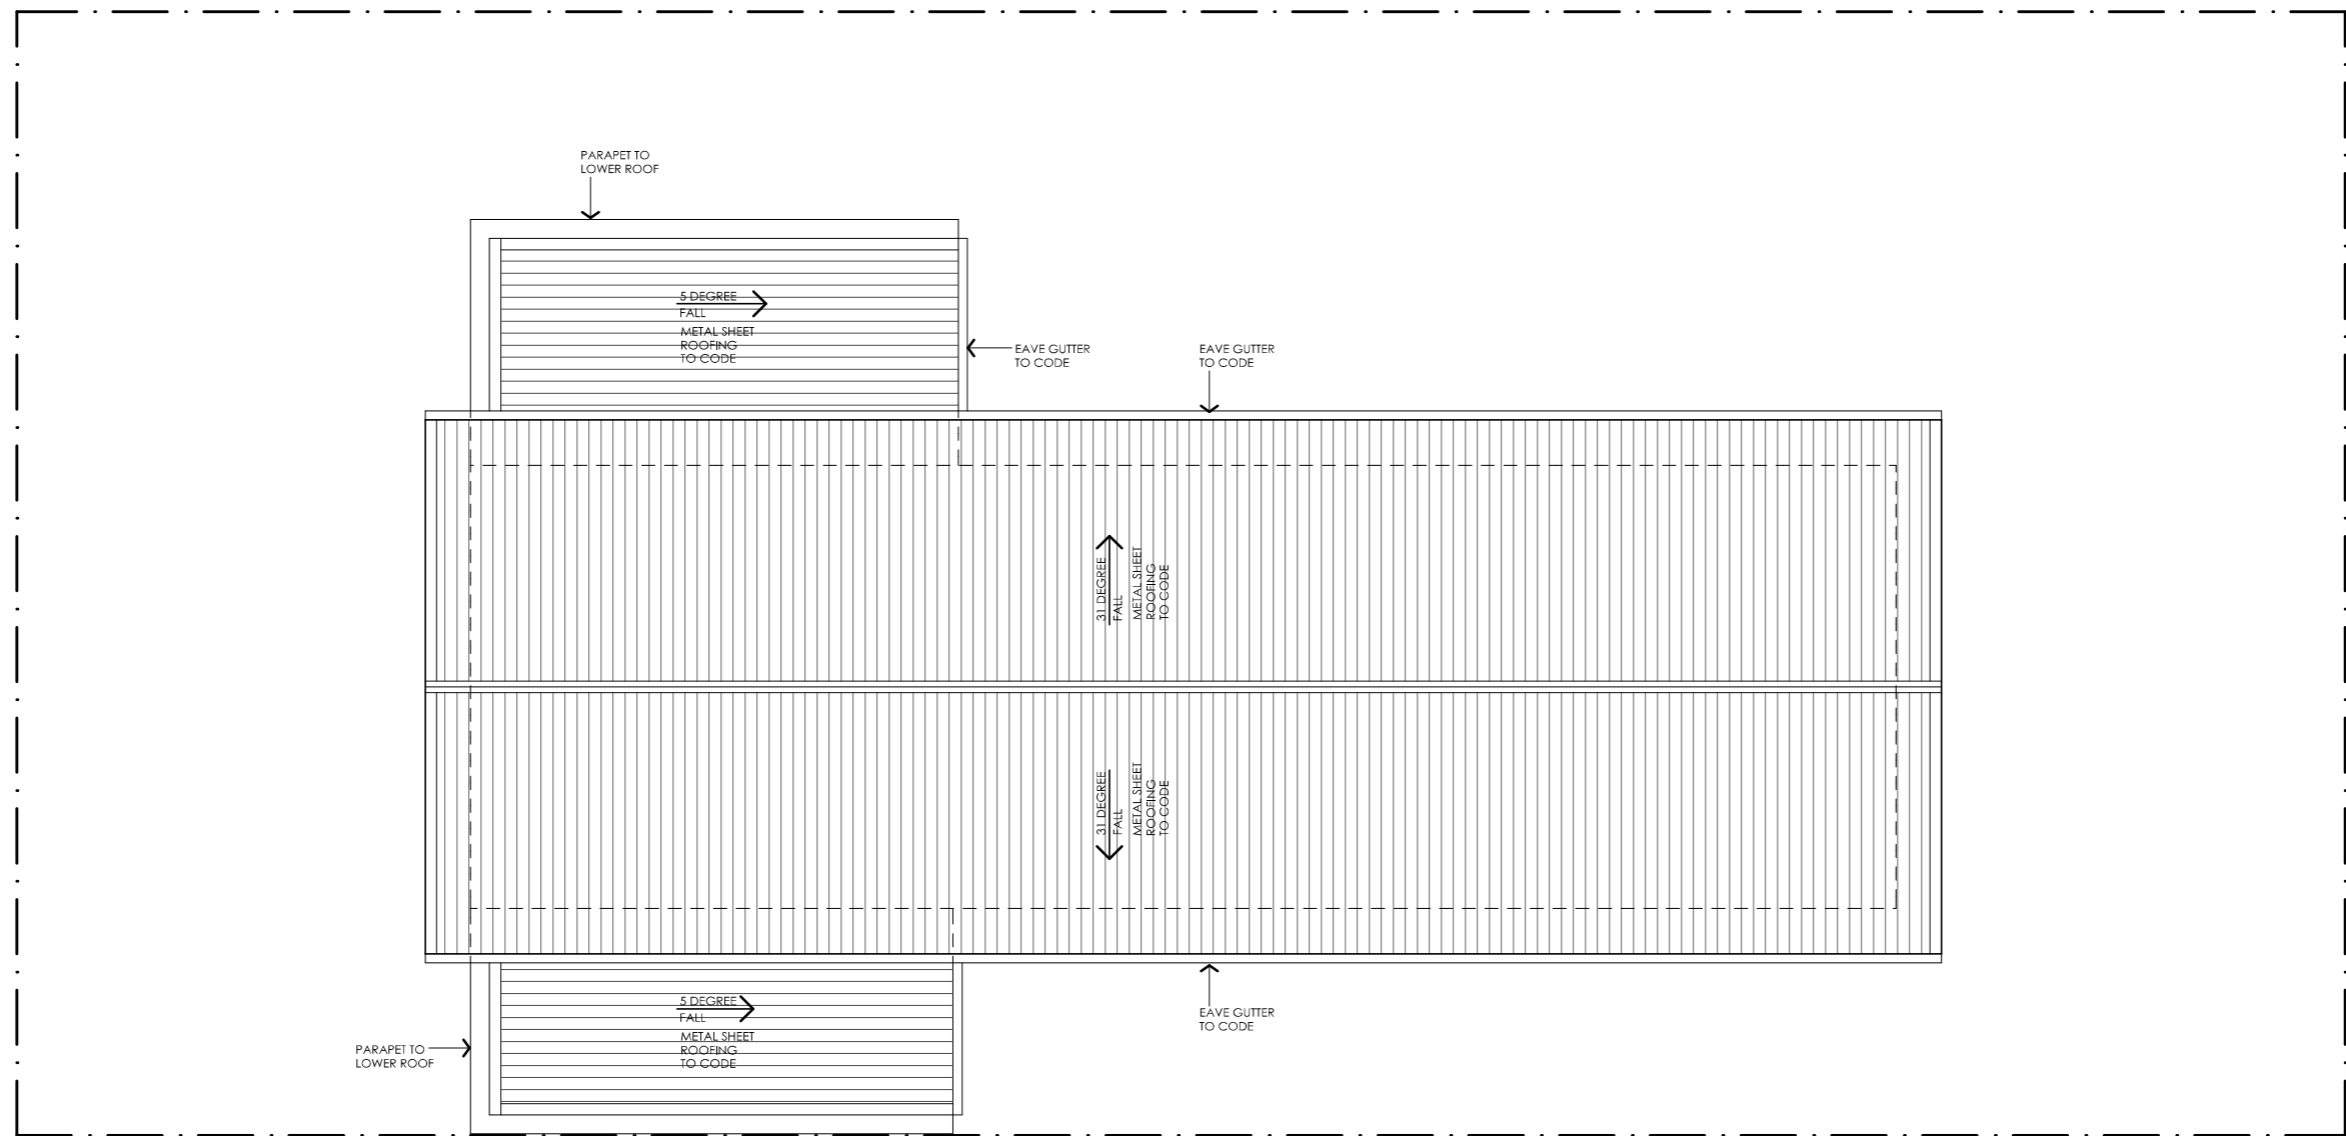 PARAPET TO
LOWER ROOF
5 DEGREE
FALL
METAL SHEET
ROOFING
TO CODE
EAVE GUTTER
TO CODE
EAVE GUTTER
TO CODE
31 DEGREE
FALL
METAL SHEET
ROOFING
TO CODE
31 DEGREE
FALL
METAL SHEET
ROOFING
TO CODE
5 DEGREE
FALL
METAL SHEET
ROOFING
TO CODE
EAVE GUTTER
TO CODE
PARAPET TO
LOWER ROOF